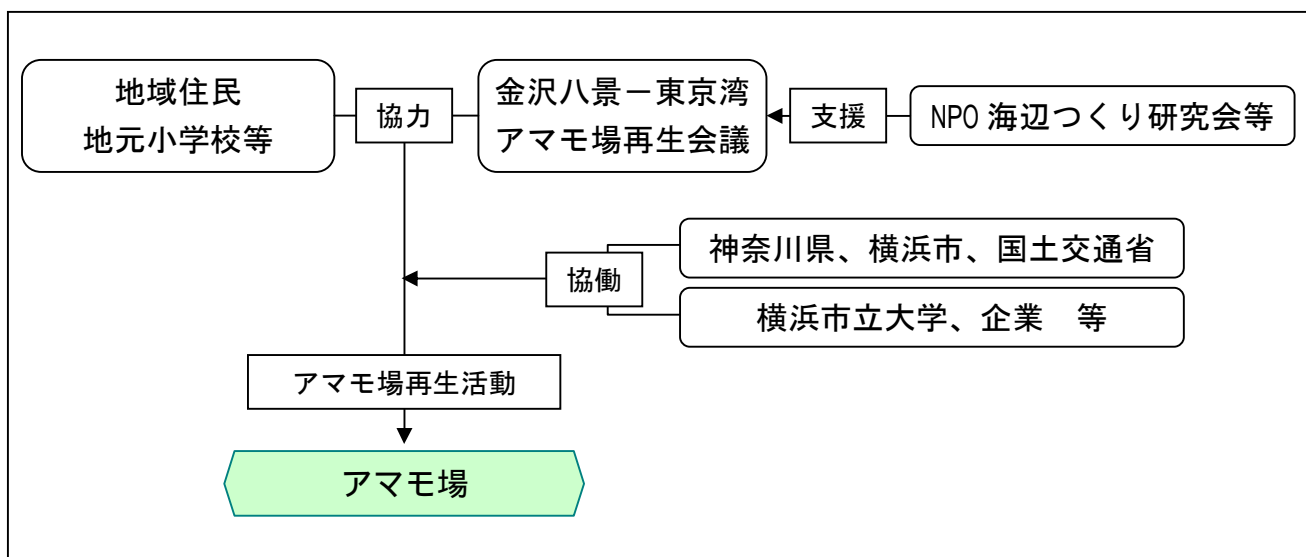 地域住民
地元小学校等
協力
金沢八景－東京湾
アマモ場再生会議
支援
NPO 海辺つくり研究会等
神奈川県、横浜市、国土交通省
協働
横浜市立大学、企業　等
アマモ場再生活動
アマモ場